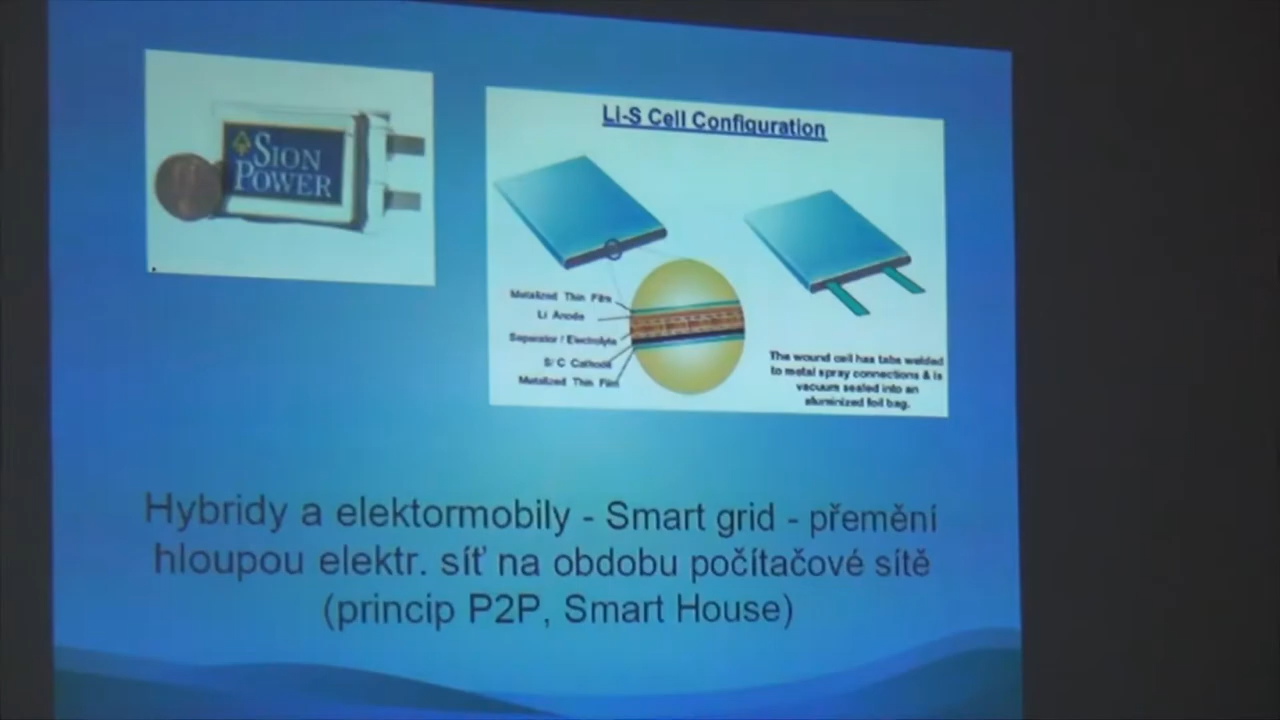 SION
POWER
Li-S Cell Configuration
Metalized Thin Film
Li Anode
Separator / Electrolyte
S/ C Cathode
Metalized Thin Film
The wound cell has tabs welded
to metal spray connections & is
vacuum sealed into an
aluminized foil bag.
Hybridy a elektormobily - Smart grid - přemění
hloupou elektr. síť na obdobu počítačové sítě
(princip P2P, Smart House)